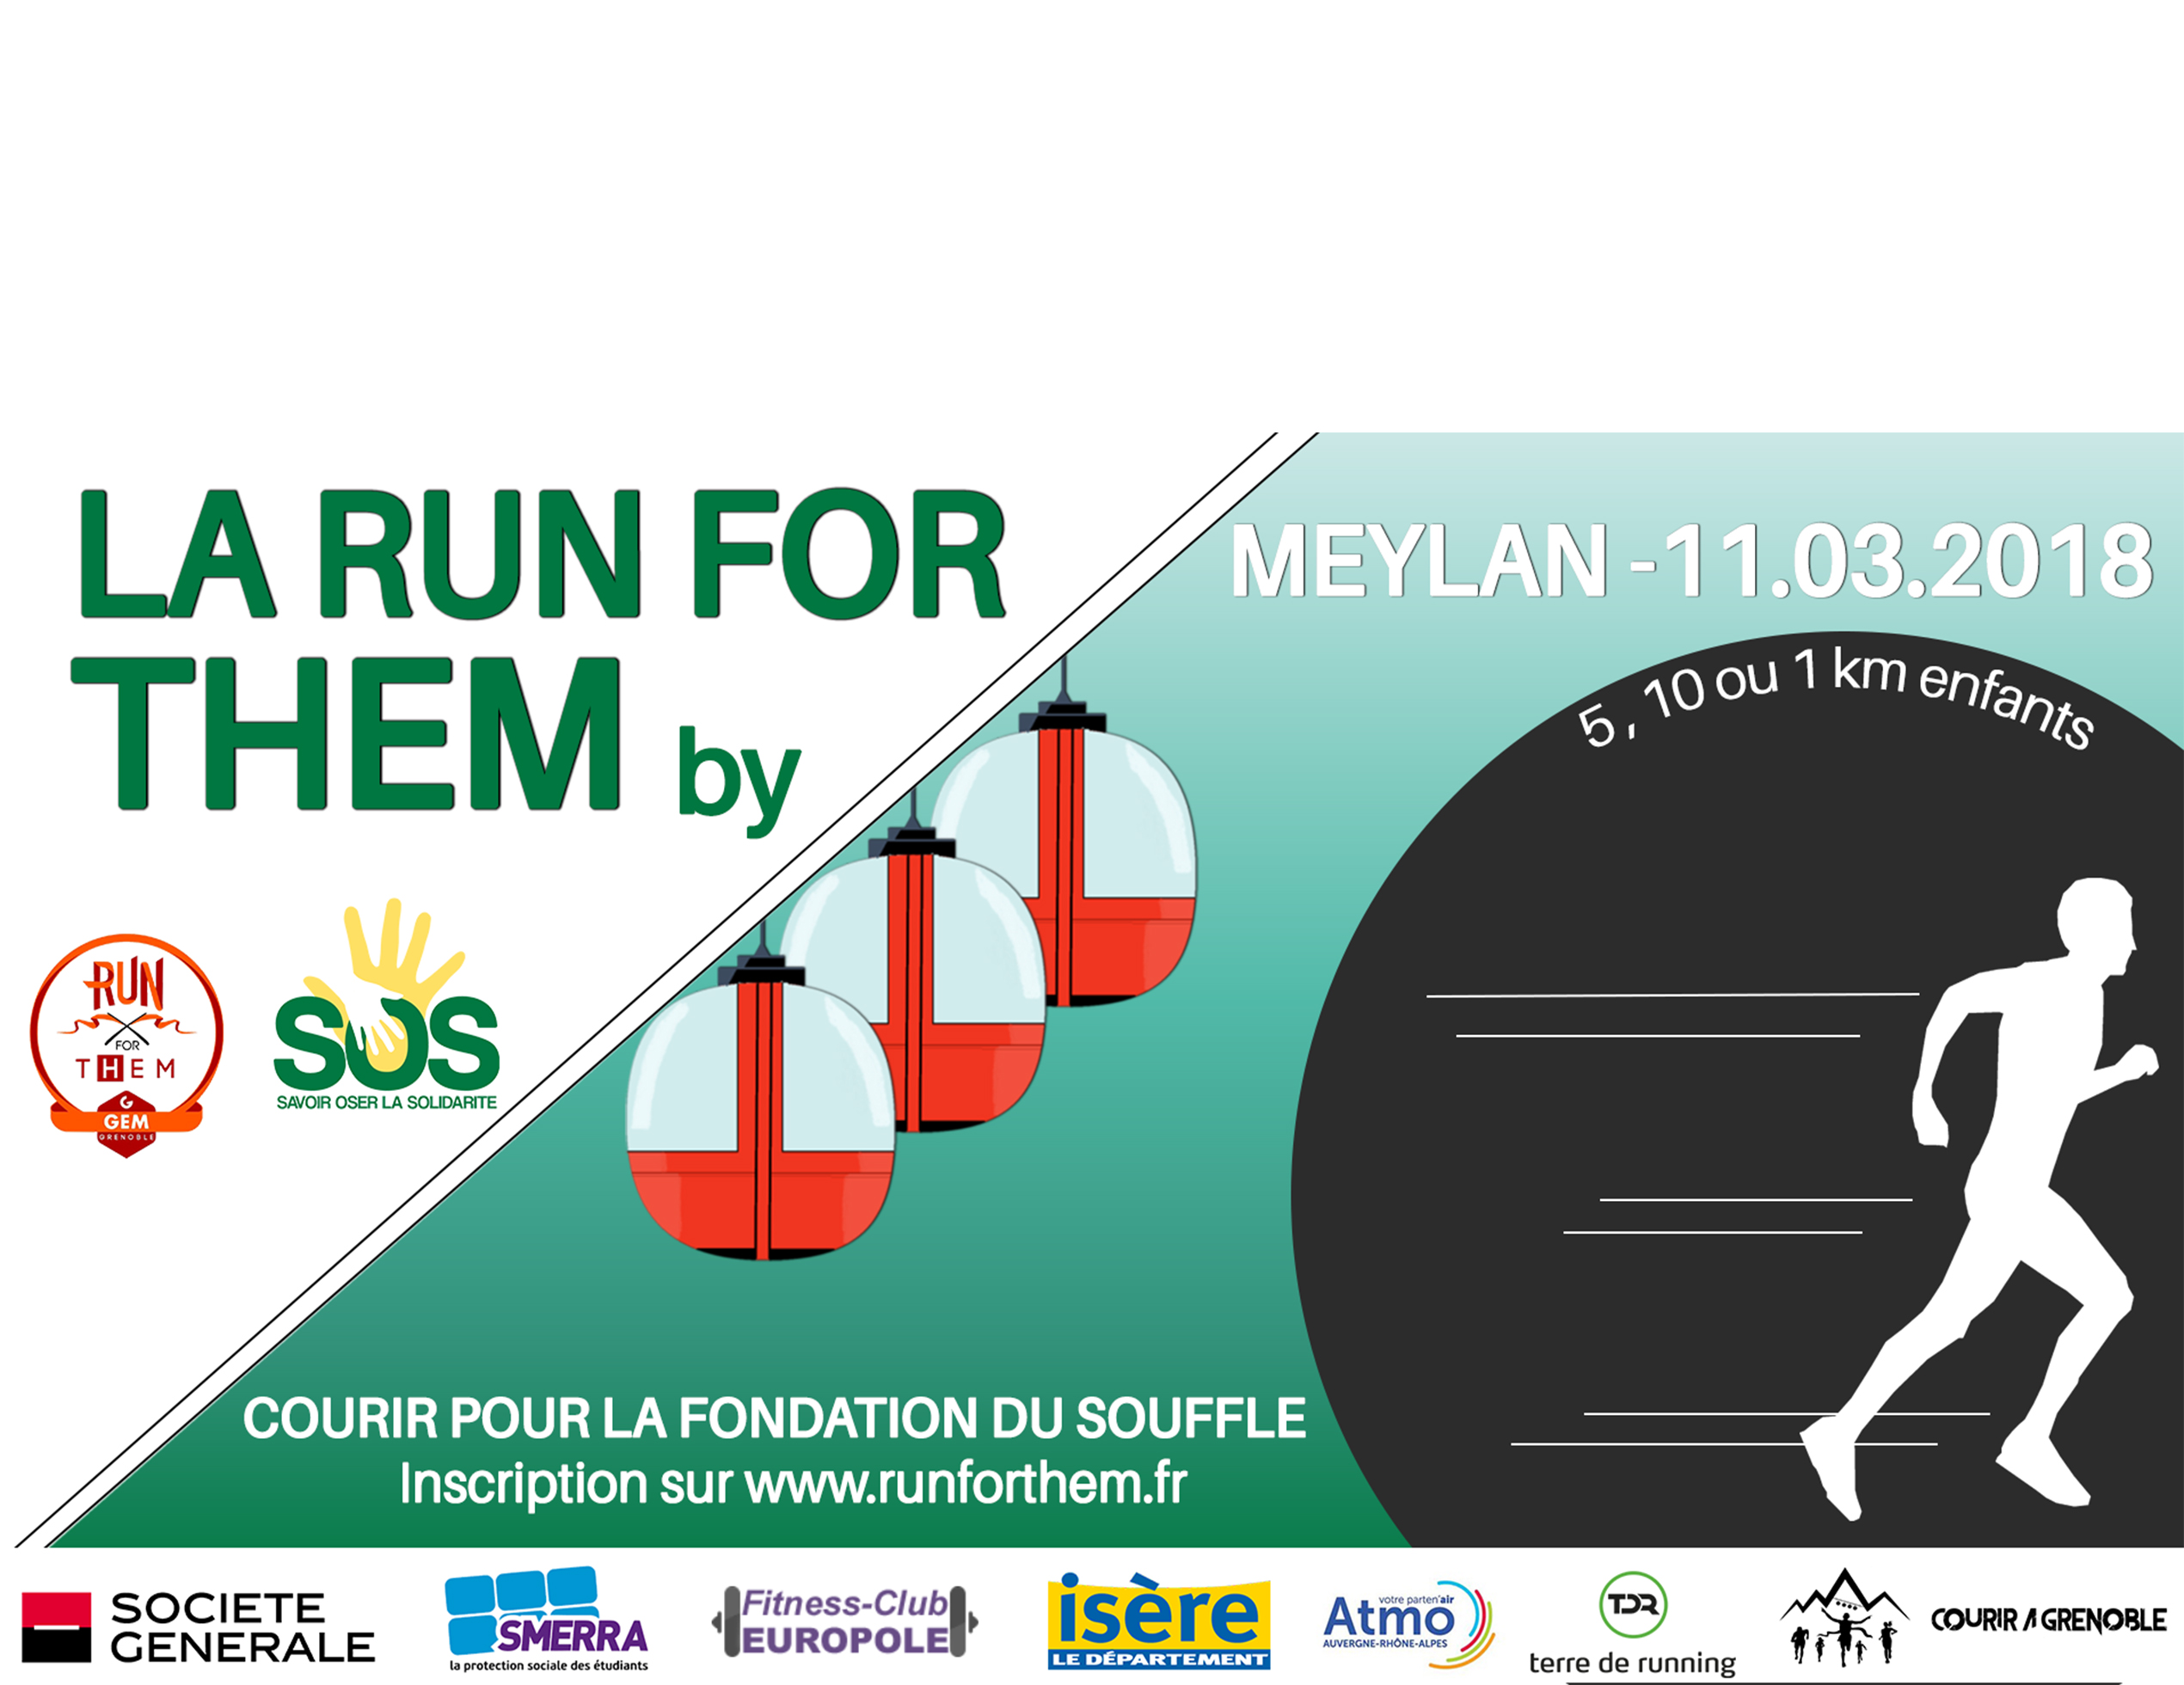 LA RUN FOR
THEM by
MEYLAN -11.03.2018
5, 10 ou 1 km enfants
RUN
FOR
THEM
G
GEM
GRENOBLE
SOS
SAVOIR OSER LA SOLIDARITE
COURIR POUR LA FONDATION DU SOUFFLE
Inscription sur www.runforthem.fr
SOCIETE
GENERALE
SMERRA
la protection sociale des étudiants
Fitness-Club
EUROPOLE
isère
LE DÉPARTEMENT
votre parten'air
Atmo
AUVERGNE-RHÔNE-ALPES
TDR
terre de running
COURIR A GRENOBLE